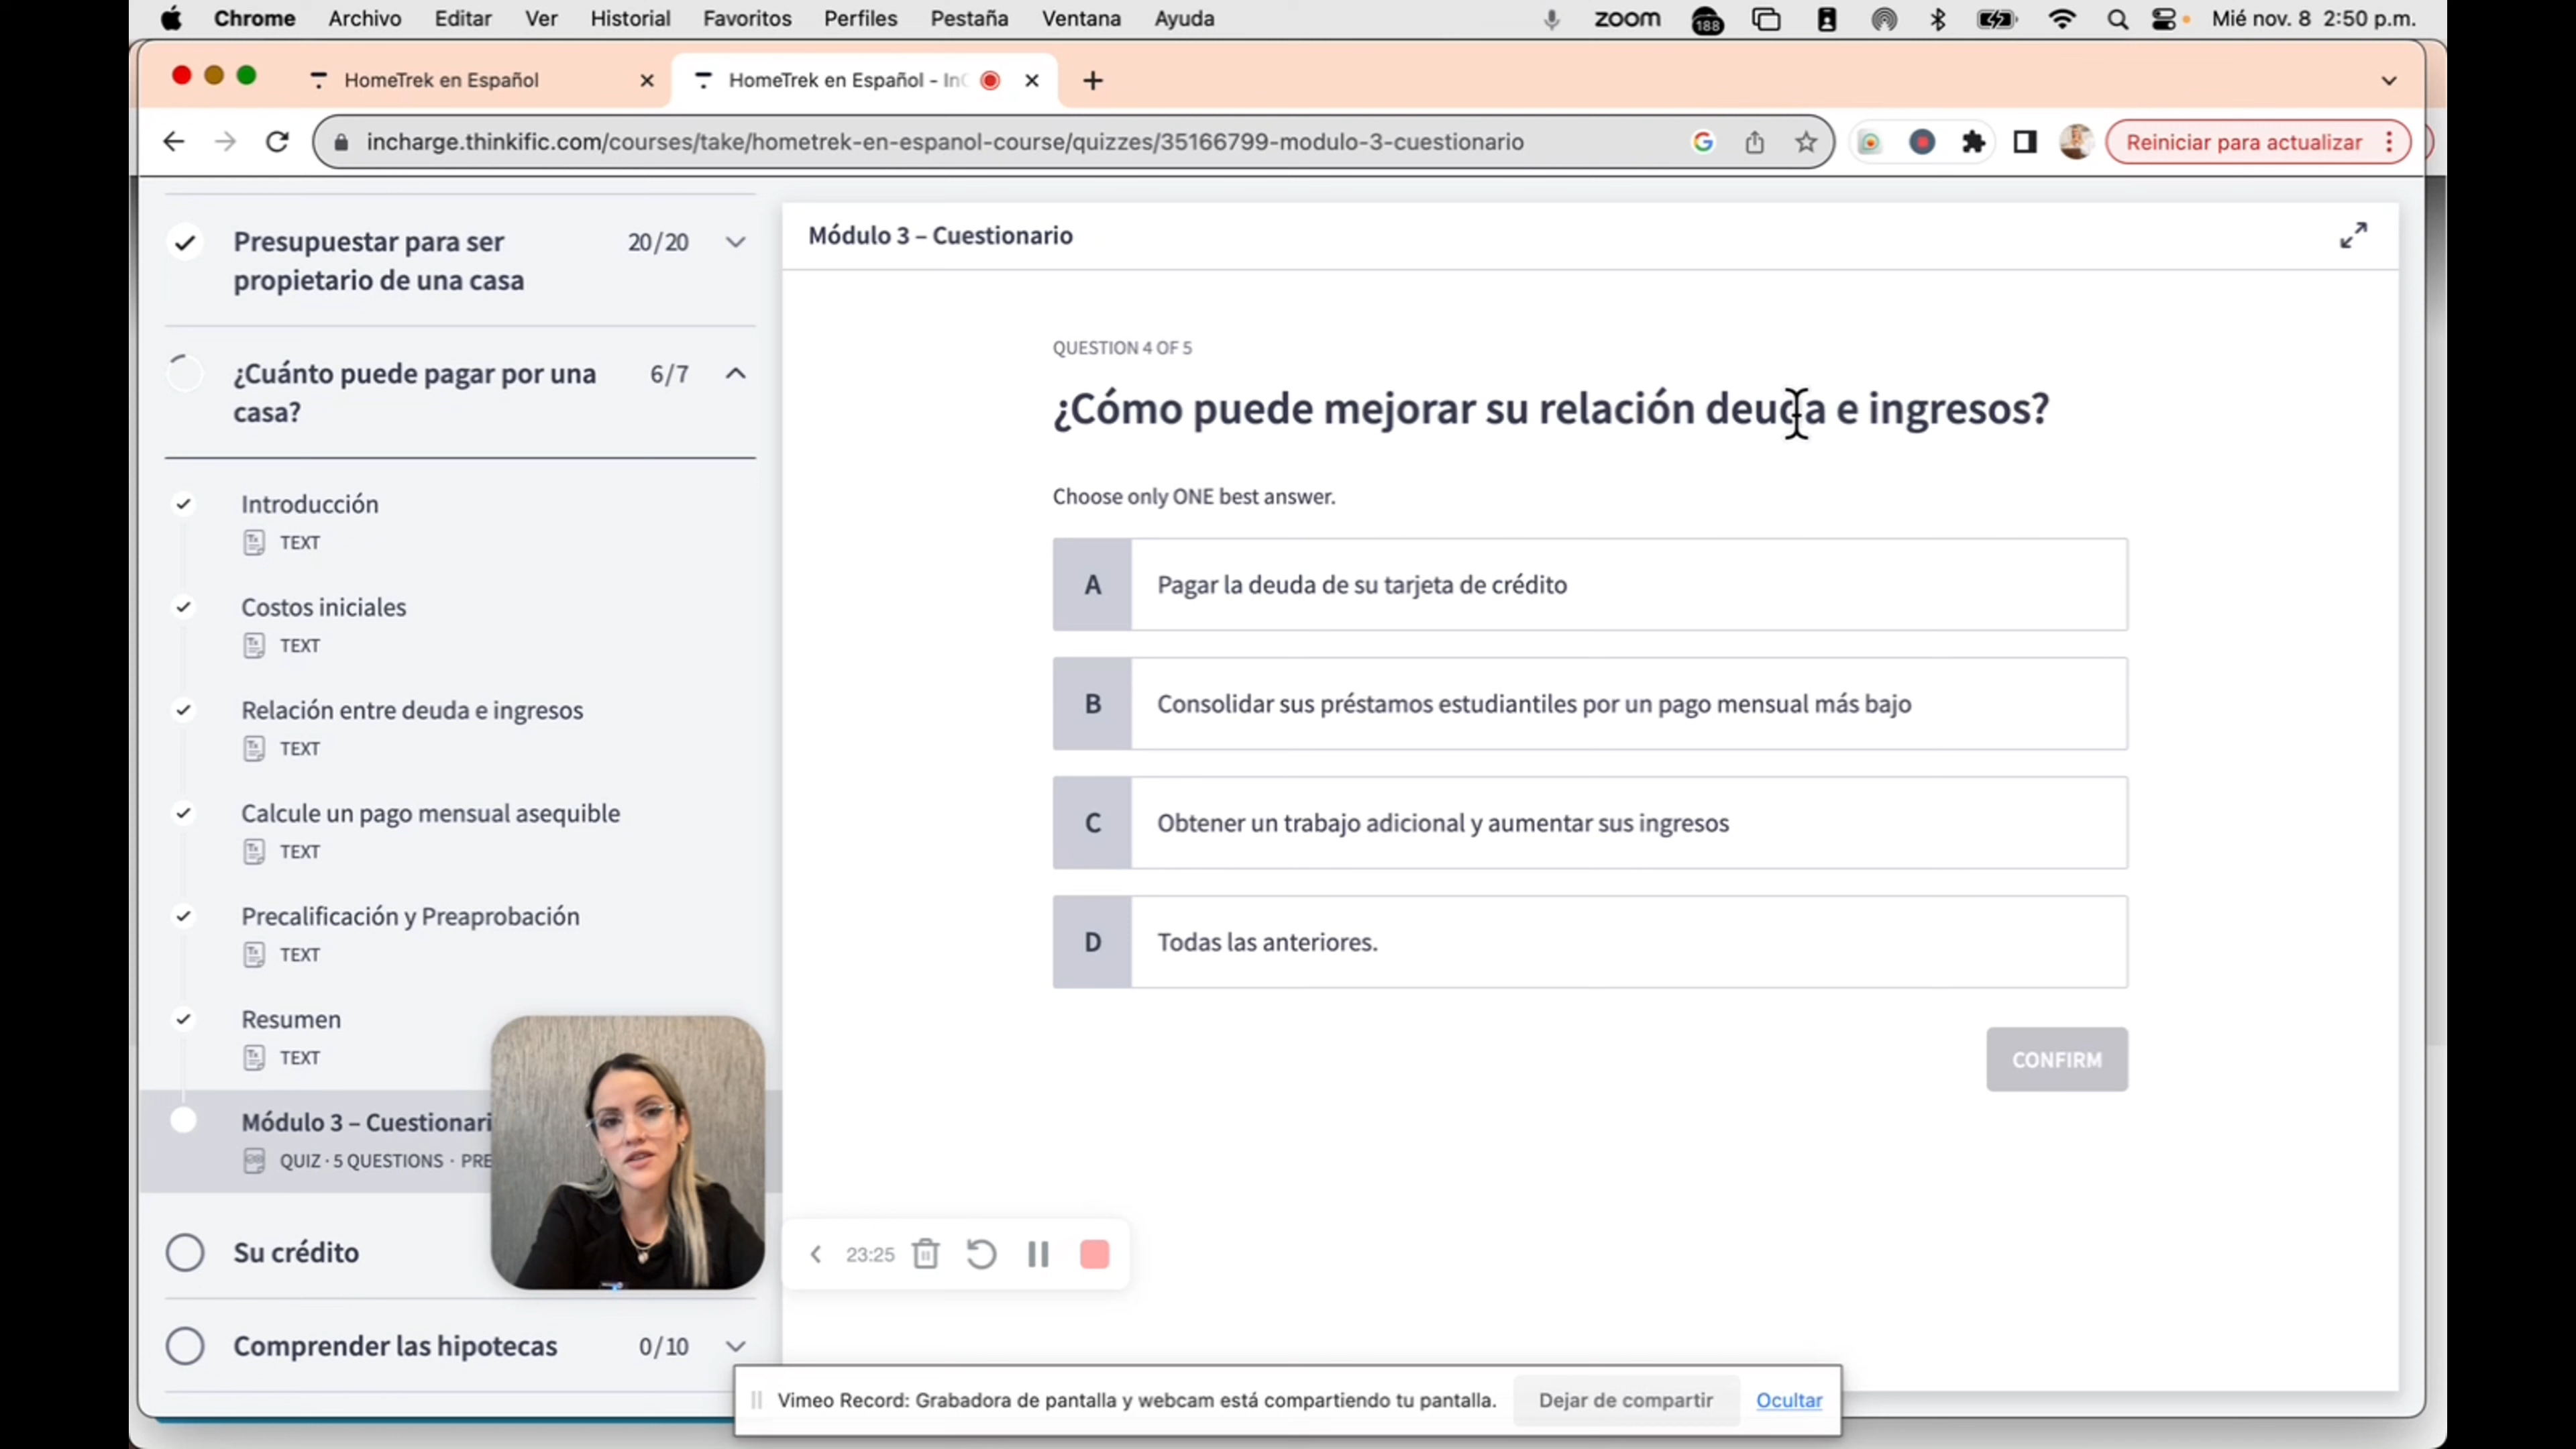 Chrome Archivo Editar Ver Historial Favoritos Perfiles Pestaña Ventana Ayuda zoom 188 Mié nov. 8 2:50 p.m.
HomeTrek en Español HomeTrek en Español - In
incharge.thinkific.com/courses/take/hometrek-en-espanol-course/quizzes/35166799-modulo-3-cuestionario Reiniciar para actualizar
Presupuestar para ser 20/20
propietario de una casa
¿Cuánto puede pagar por una 6/7
casa?
Introducción
TEXT
Costos iniciales
TEXT
Relación entre deuda e ingresos
TEXT
Calcule un pago mensual asequible
TEXT
Precalificación y Preaprobación
TEXT
Resumen
TEXT
Módulo 3 – Cuestionari
QUIZ · 5 QUESTIONS · PRE
Su crédito
Comprender las hipotecas 0/10
Módulo 3 – Cuestionario
QUESTION 4 OF 5
¿Cómo puede mejorar su relación deuda e ingresos?
Choose only ONE best answer.
A Pagar la deuda de su tarjeta de crédito
B Consolidar sus préstamos estudiantiles por un pago mensual más bajo
C Obtener un trabajo adicional y aumentar sus ingresos
D Todas las anteriores.
CONFIRM
23:25
Vimeo Record: Grabadora de pantalla y webcam está compartiendo tu pantalla. Dejar de compartir Ocultar